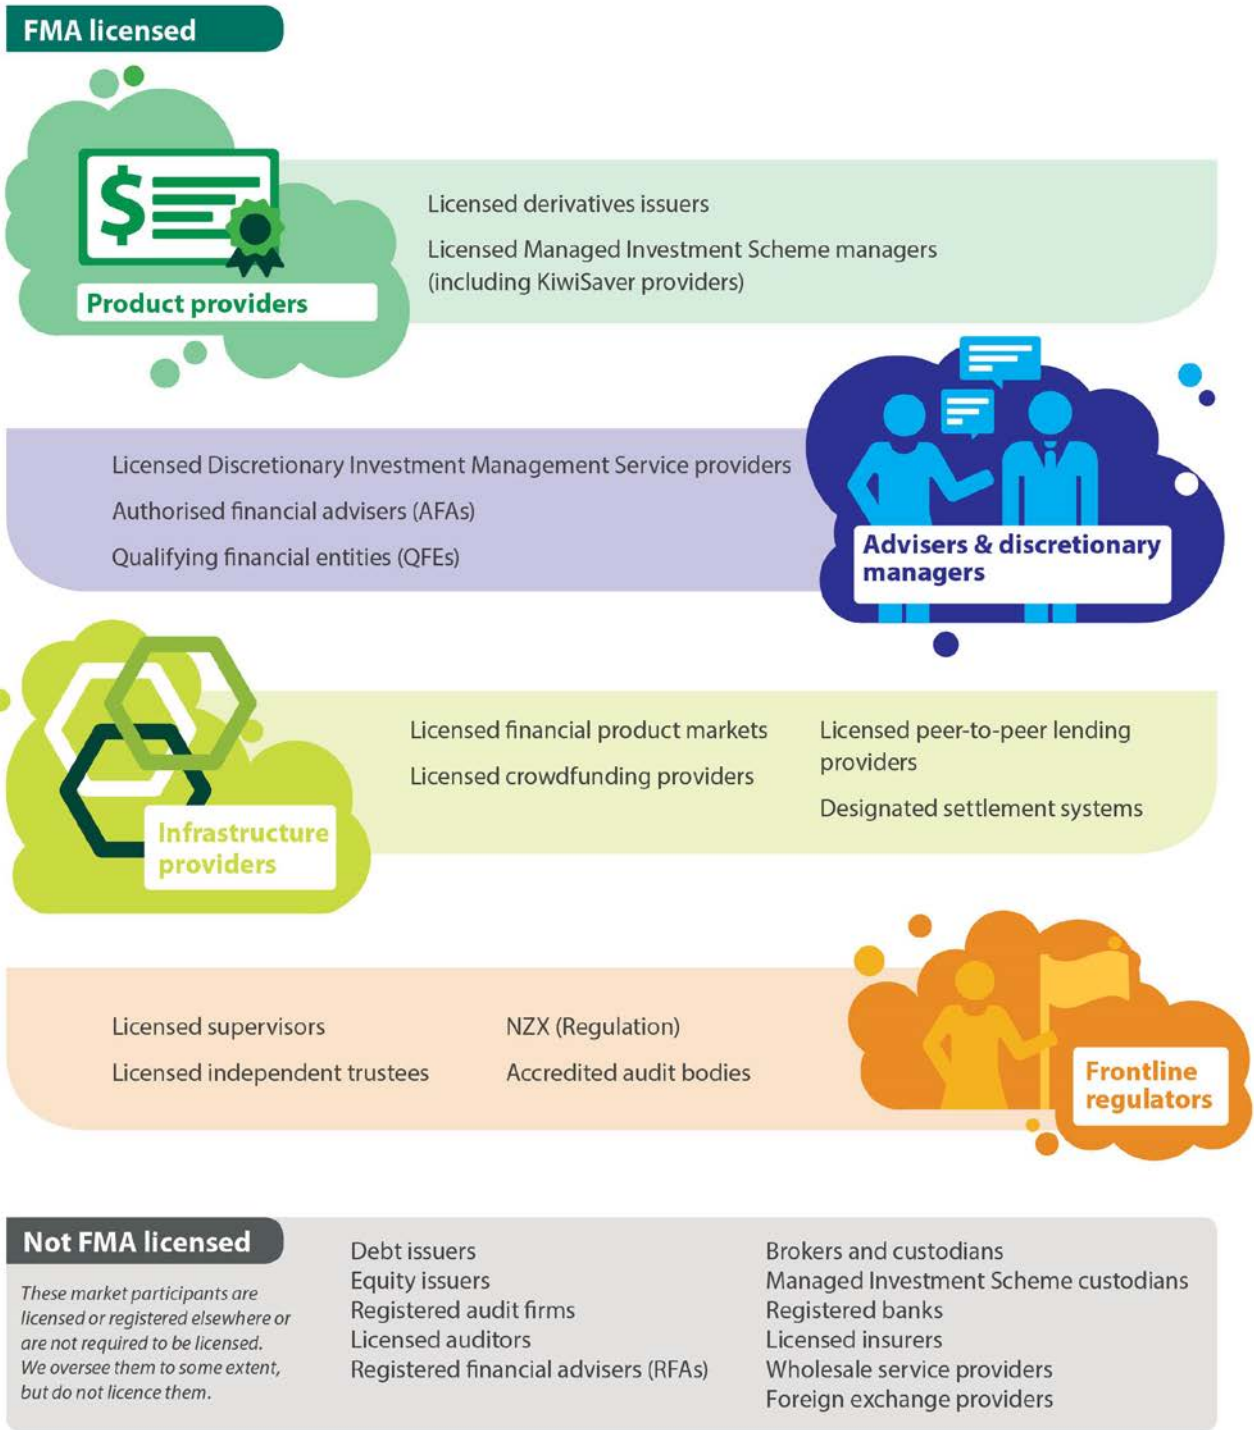 FMA licensed
$
Product providers
Licensed derivatives issuers
Licensed Managed Investment Scheme managers
(including KiwiSaver providers)
Licensed Discretionary Investment Management Service providers
Authorised financial advisers (AFAs)
Qualifying financial entities (QFEs)
Advisers & discretionary
managers
Infrastructure
providers
Licensed financial product markets
Licensed crowdfunding providers
Licensed peer-to-peer lending
providers
Designated settlement systems
Licensed supervisors
Licensed independent trustees
NZX (Regulation)
Accredited audit bodies
Frontline
regulators
Not FMA licensed
These market participants are
licensed or registered elsewhere or
are not required to be licensed.
We oversee them to some extent,
but do not licence them.
Debt issuers
Equity issuers
Registered audit firms
Licensed auditors
Registered financial advisers (RFAs)
Brokers and custodians
Managed Investment Scheme custodians
Registered banks
Licensed insurers
Wholesale service providers
Foreign exchange providers